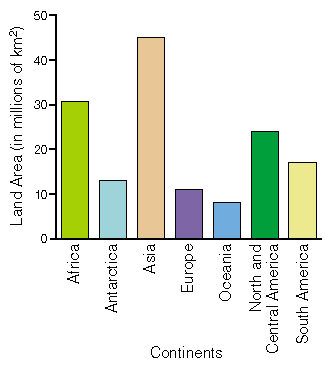 Land Area (in millions of km²)
50
40
30
20
10
0
Africa
Antarctica
Asia
Europe
Oceania
North and
Central America
South America
Continents